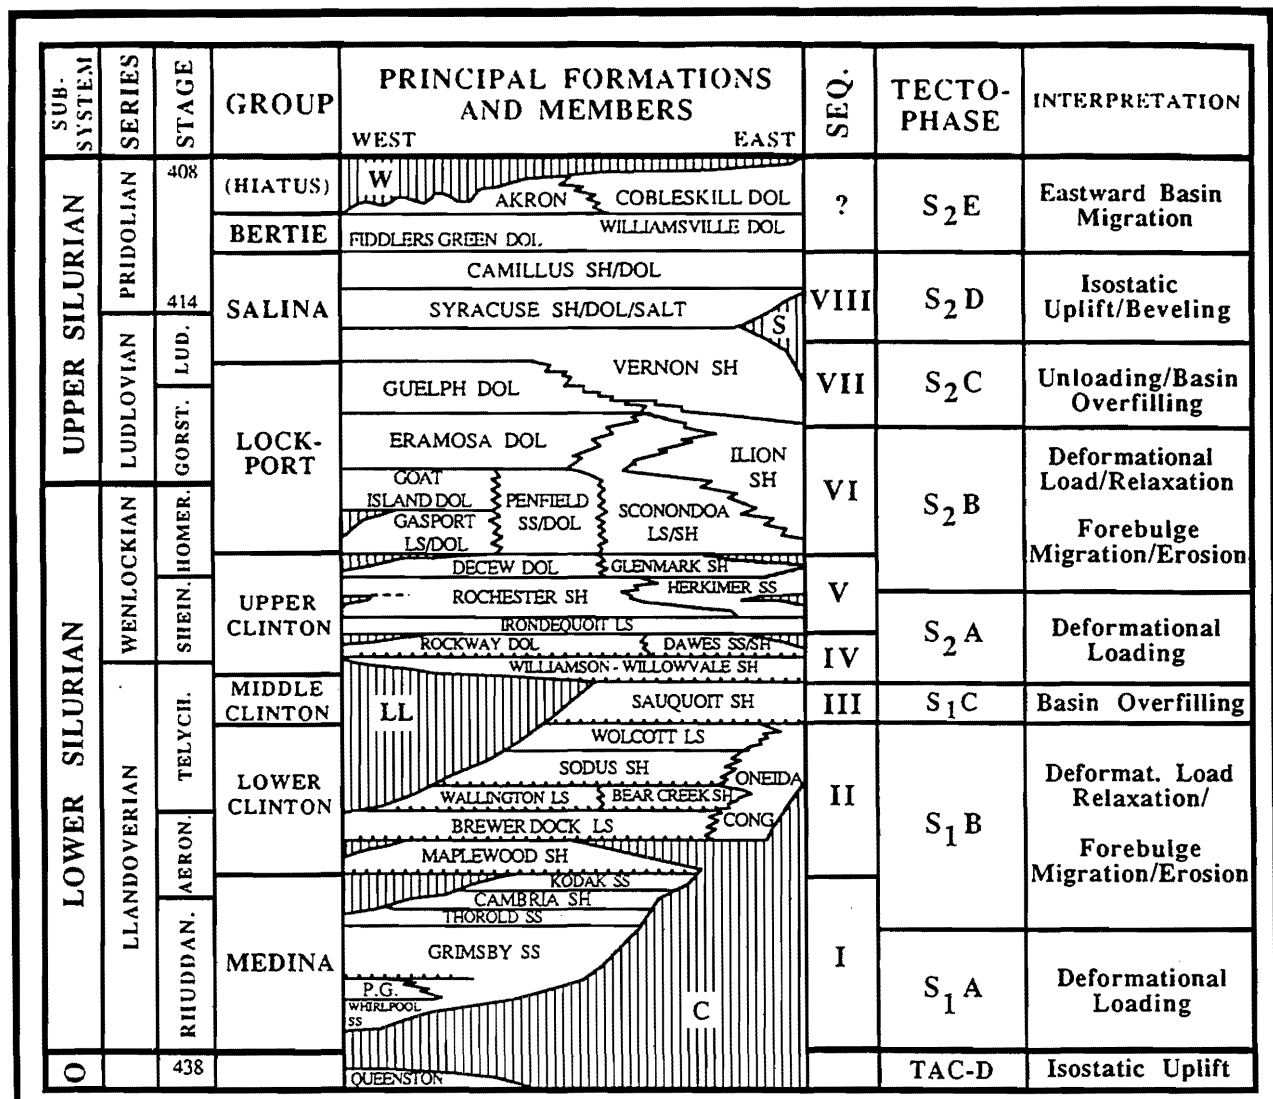 SUB-
SYSTEM
SERIES
STAGE
GROUP
PRINCIPAL FORMATIONS
AND MEMBERS
WEST
EAST
SEQ.
TECTO-
PHASE
INTERPRETATION
UPPER SILURIAN
LOWER SILURIAN
O
PRIDOLIAN
LUDLOVIAN
WENLOCKIAN
LLANDOVERIAN
408
414
LUD.
GORST.
HOMER.
SHEIN.
TELYCH.
AERON.
RHUDDAN.
438
(HIATUS)
BERTIE
SALINA
LOCK-
PORT
UPPER
CLINTON
MIDDLE
CLINTON
LOWER
CLINTON
MEDINA
W
AKRON
COBLESKILL DOL
FIDDLERS GREEN DOL
WILLIAMSVILLE DOL
CAMILLUS SH/DOL
SYRACUSE SH/DOL/SALT
S
VERNON SH
GUELPH DOL
ERAMOSA DOL
ILION
SH
GOAT
ISLAND DOL
PENFIELD
SS/DOL
SCONONDOA
LS/SH
GASPORT
LS/DOL
DECEW DOL
GLENMARK SH
ROCHESTER SH
HERKIMER SS
IRONDEQUOIT LS
ROCKWAY DOL
DAWES SS/SH
WILLIAMSON - WILLOWVALE SH
LL
SAUQUOIT SH
WOLCOTT LS
SODUS SH
ONEIDA
CONG
WALLINGTON LS
BEAR CREEK SH
BREWER DOCK LS
MAPLEWOOD SH
KODAK SS
CAMBRIA SH
THOROLD SS
GRIMSBY SS
P.G.
WHIRLPOOL
SS
C
QUEENSTON
?
VIII
VII
VI
V
IV
III
II
I
S2E
S2D
S2C
S2B
S2A
S1C
S1B
S1A
TAC-D
Eastward Basin
Migration
Isostatic
Uplift/Beveling
Unloading/Basin
Overfilling
Deformational
Load/Relaxation
Forebulge
Migration/Erosion
Deformational
Loading
Basin Overfilling
Deformat. Load
Relaxation/
Forebulge
Migration/Erosion
Deformational
Loading
Isostatic Uplift